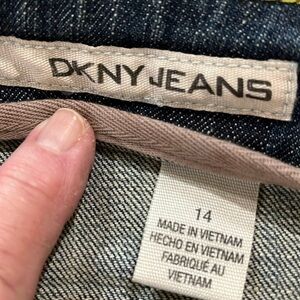 DKNY JEANS
14
MADE IN VIETNAM
HECHO EN VIETNAM
FABRIQUÉ AU
VIETNAM